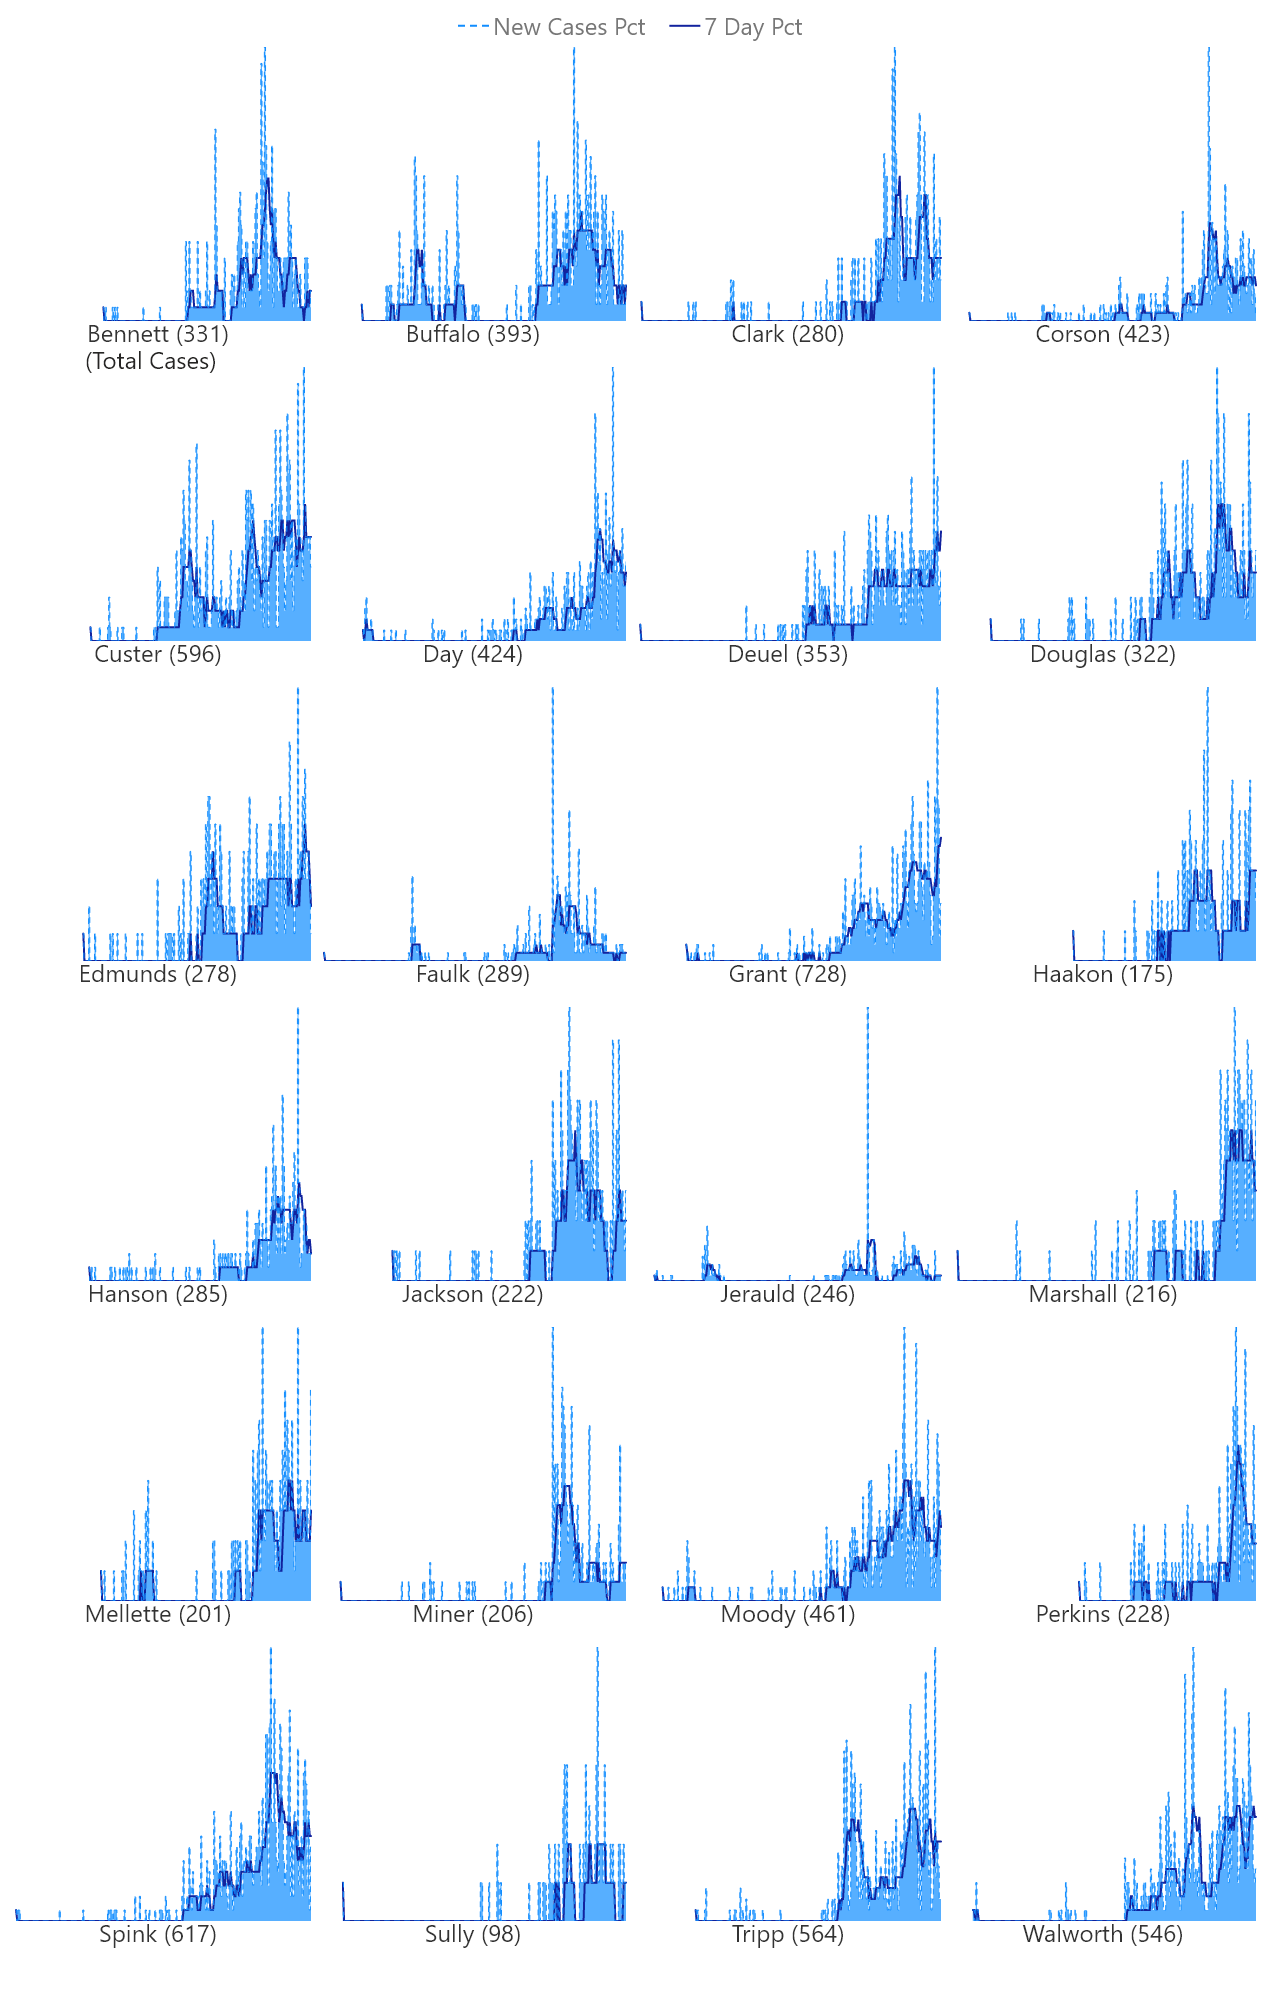 New Cases Pct 7 Day Pct
Bennett (331) Buffalo (393) Clark (280) Corson (423)
(Total Cases)
Custer (596) Day (424) Deuel (353) Douglas (322)
Edmunds (278) Faulk (289) Grant (728) Haakon (175)
Hanson (285) Jackson (222) Jerauld (246) Marshall (216)
Mellette (201) Miner (206) Moody (461) Perkins (228)
Spink (617) Sully (98) Tripp (564) Walworth (546)